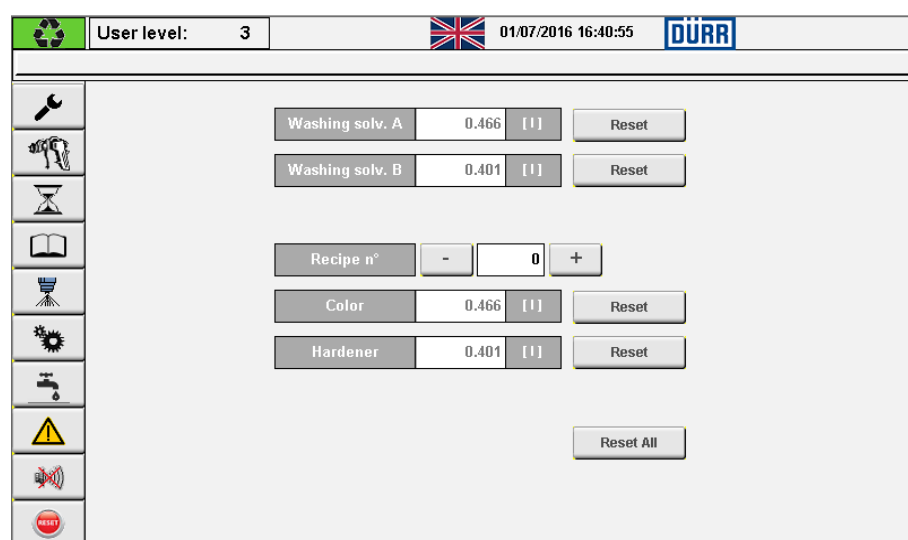 User level: 3 01/07/2016 16:40:55 DÜRR
Washing solv. A 0.466 [l] Reset
Washing solv. B 0.401 [l] Reset
Recipe n° - 0 +
Color 0.466 [l] Reset
Hardener 0.401 [l] Reset
Reset All
RESET